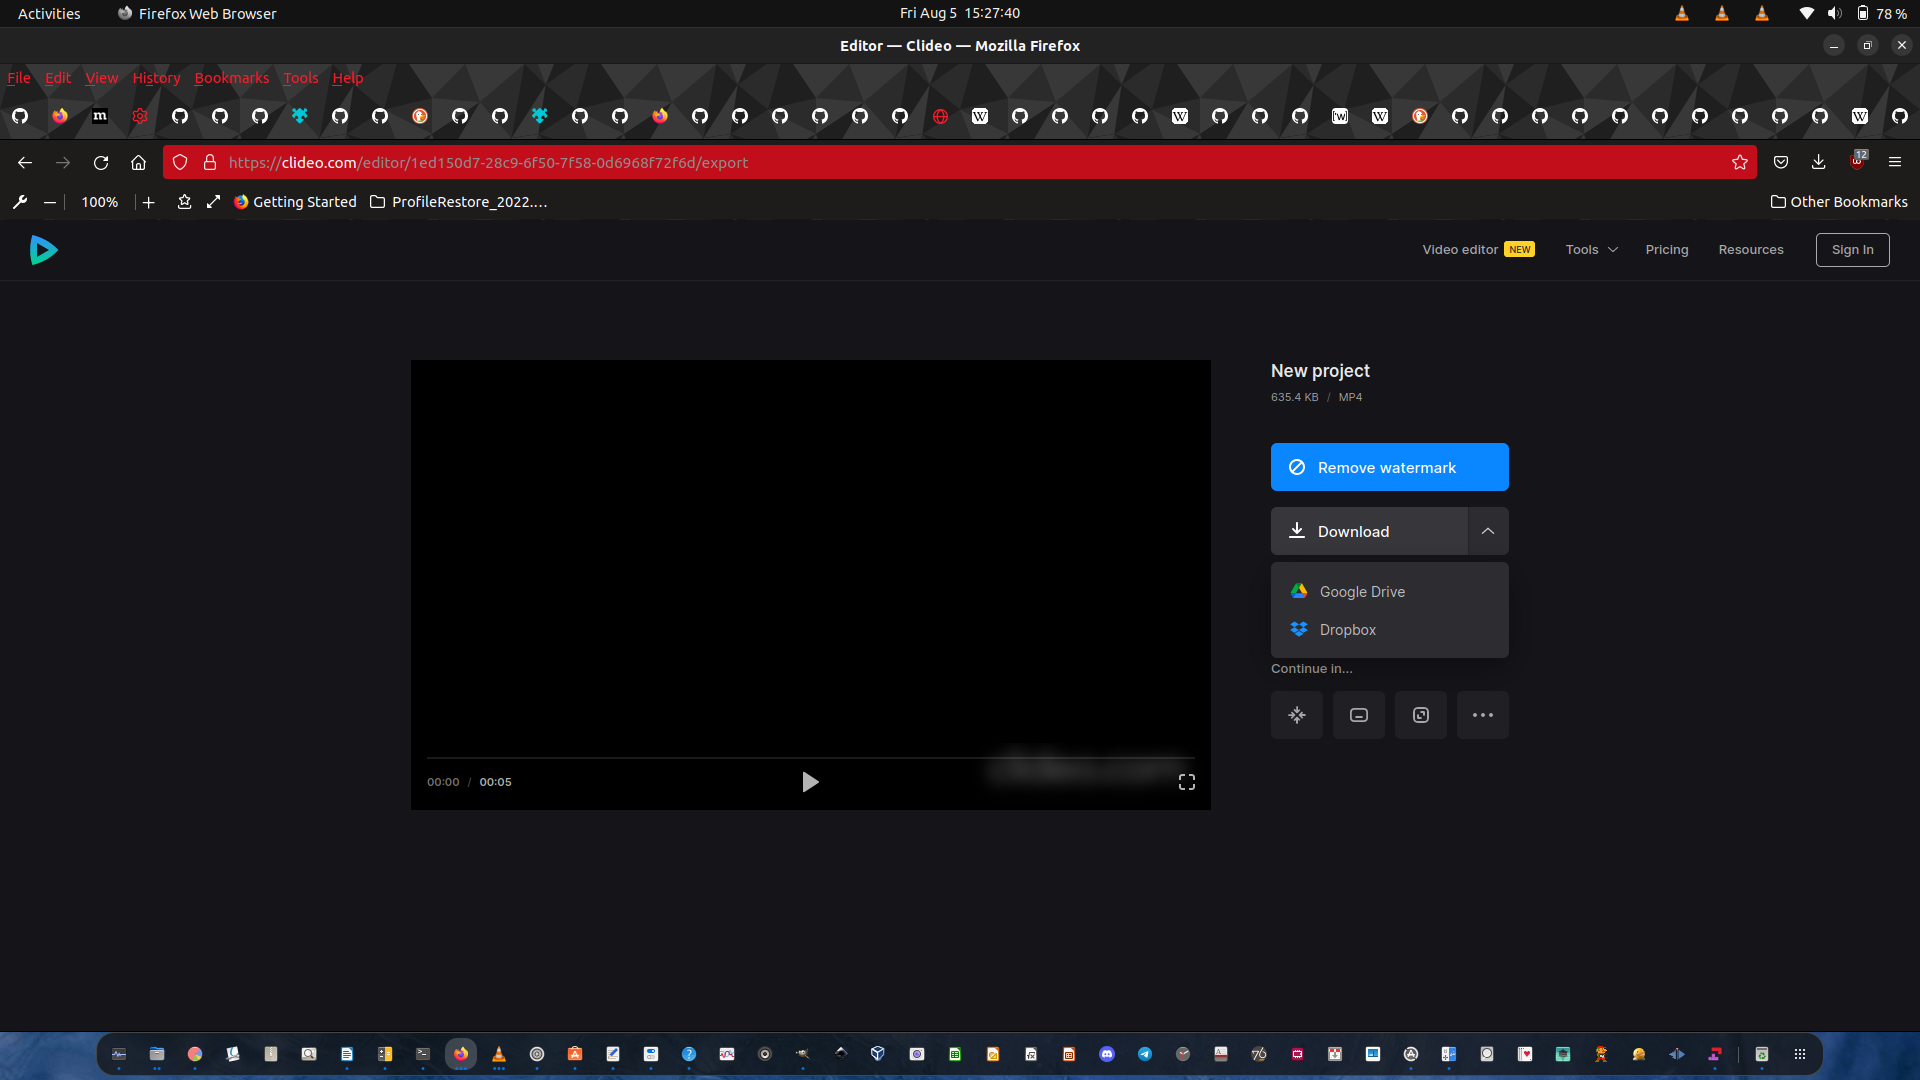 Activities
Firefox Web Browser
Fri Aug 5 15:27:40
78 %
Editor — Clideo — Mozilla Firefox
File Edit View History Bookmarks Tools Help
https://clideo.com/editor/1ed150d7-28c9-6f50-7f58-0d6968f72f6d/export
12
100%
Getting Started
ProfileRestore_2022....
Other Bookmarks
Video editor NEW
Tools
Pricing
Resources
Sign In
New project
635.4 KB / MP4
Remove watermark
Download
Google Drive
Dropbox
Continue in...
00:00 / 00:05